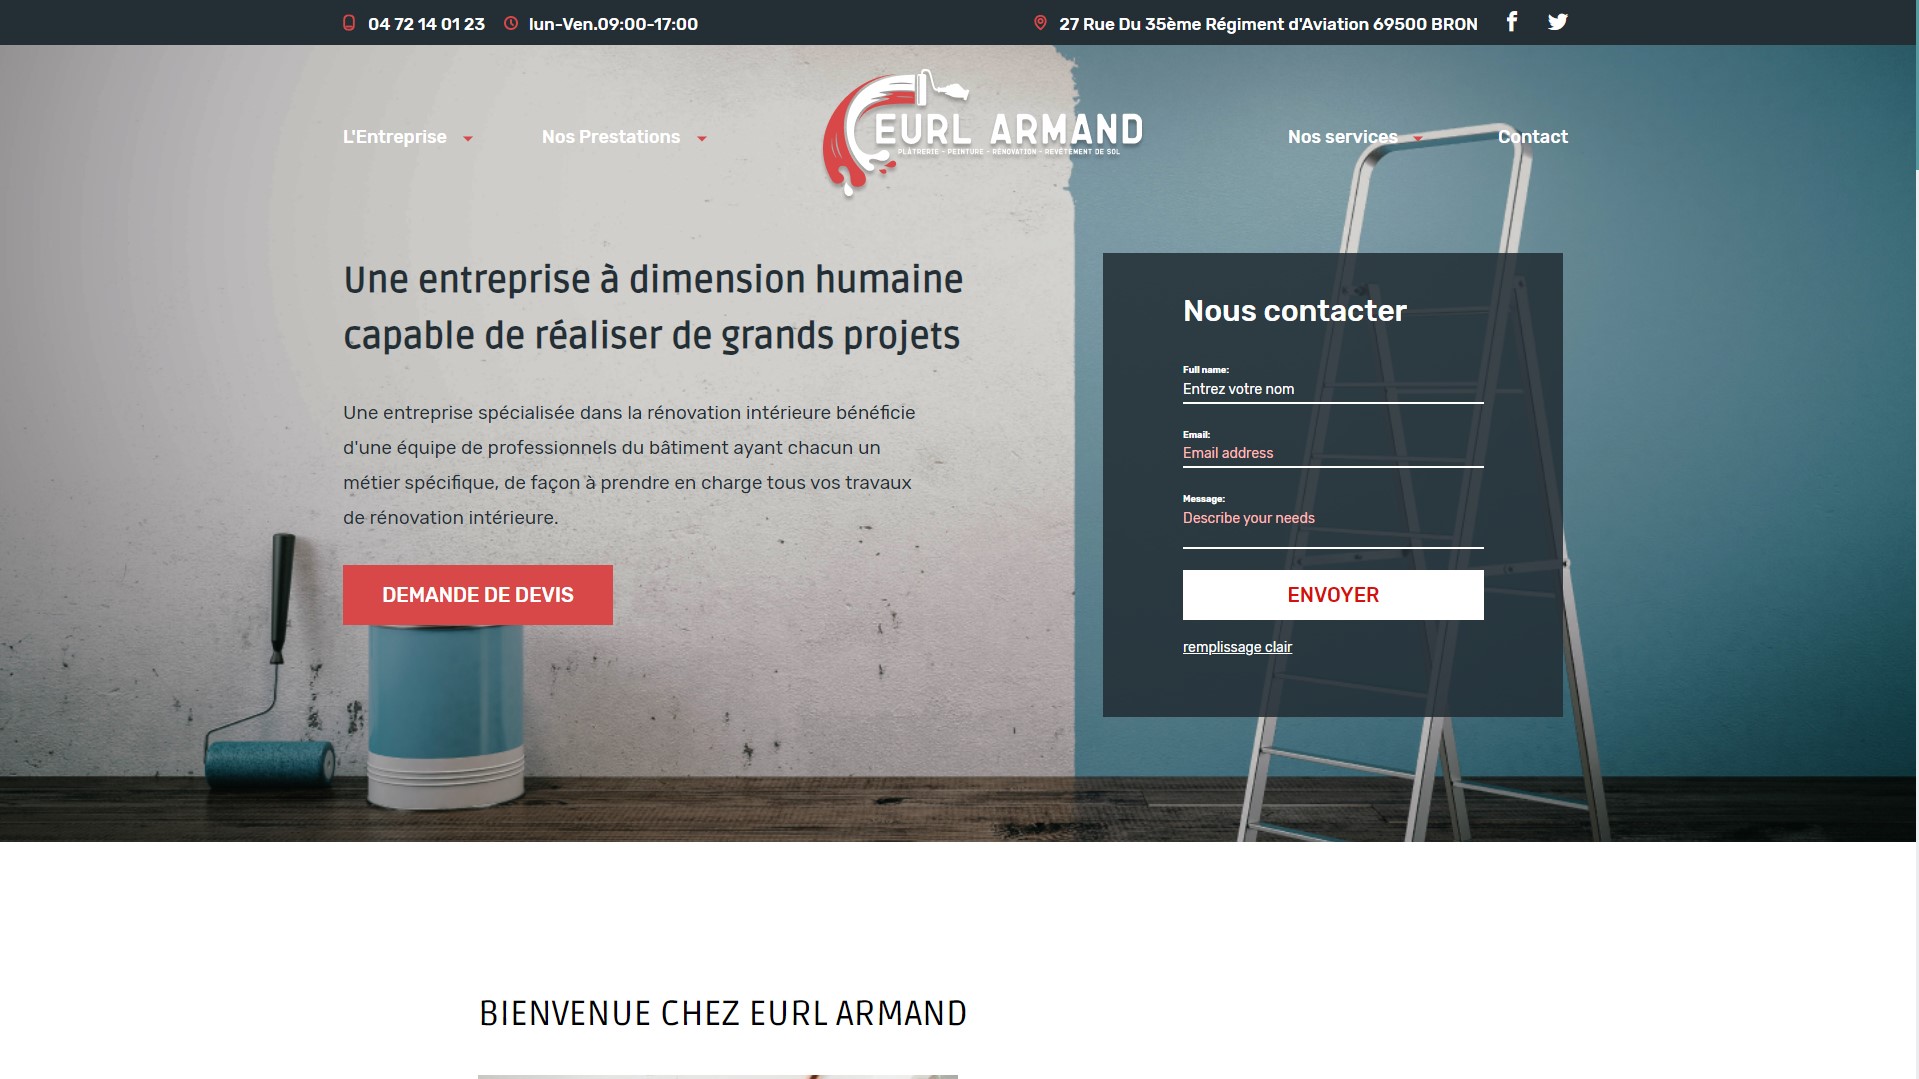 04 72 14 01 23
lun-Ven.09:00-17:00
27 Rue Du 35ème Régiment d'Aviation 69500 BRON
L'Entreprise
Nos Prestations
EURL ARMAND
PLÂTRERIE - PEINTURE - RÉNOVATION - REVÊTEMENT DE SOL
Nos services
Contact
Une entreprise à dimension humaine
capable de réaliser de grands projets
Une entreprise spécialisée dans la rénovation intérieure bénéficie
d'une équipe de professionnels du bâtiment ayant chacun un
métier spécifique, de façon à prendre en charge tous vos travaux
de rénovation intérieure.
DEMANDE DE DEVIS
Nous contacter
Full name:
Entrez votre nom
Email:
Email address
Message:
Describe your needs
ENVOYER
remplissage clair
BIENVENUE CHEZ EURL ARMAND